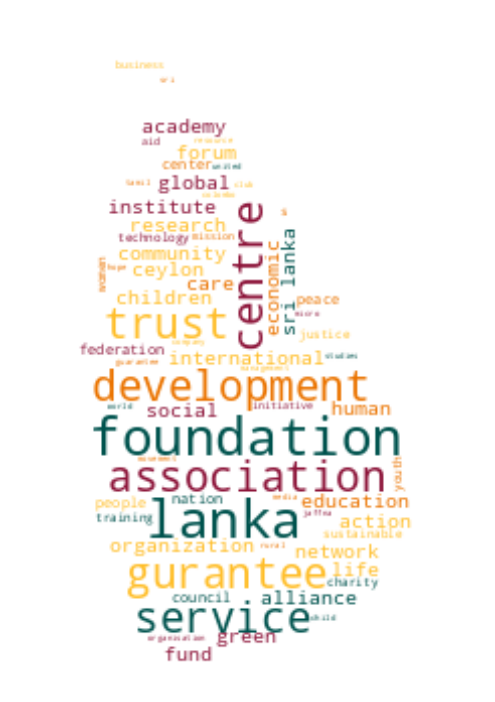 business
sri
academy
aid resource
forum
center united
tamil global club
colombo
institute
s
research
technology mission
centre
community
economic
sri lanka
women hope ceylon
care
children
peace
micro
trust
justice
company
federation
international studies
guarantee
management
development
world social initiative human
foundation
movement
association
youth
people nation media education
lanka
training jaffna action
sustainable
organization rural network
gurantee life
charity
council alliance
service child
organisation green
fund